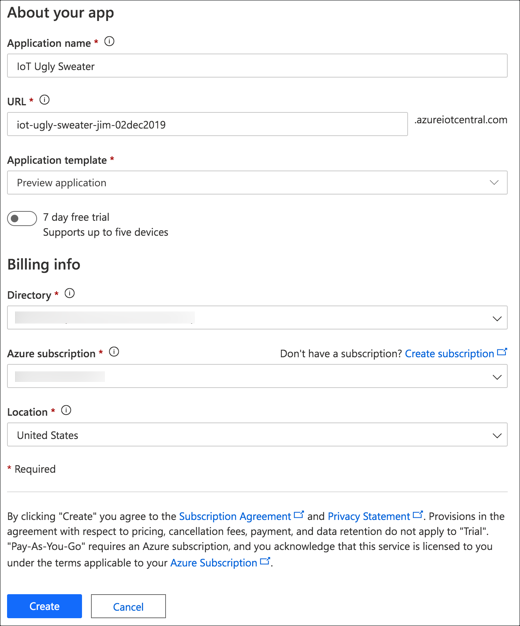 About your app
Application name *
IoT Ugly Sweater
URL *
iot-ugly-sweater-jim-02dec2019
.azureiotcentral.com
Application template *
Preview application
7 day free trial
Supports up to five devices
Billing info
Directory *
Azure subscription *
Don't have a subscription? Create subscription
Location *
United States
* Required
By clicking "Create" you agree to the Subscription Agreement and Privacy Statement. Provisions in the
agreement with respect to pricing, cancellation fees, payment, and data retention do not apply to "Trial".
"Pay-As-You-Go" requires an Azure subscription, and you acknowledge that this service is licensed to you
under the terms applicable to your Azure Subscription.
Create
Cancel